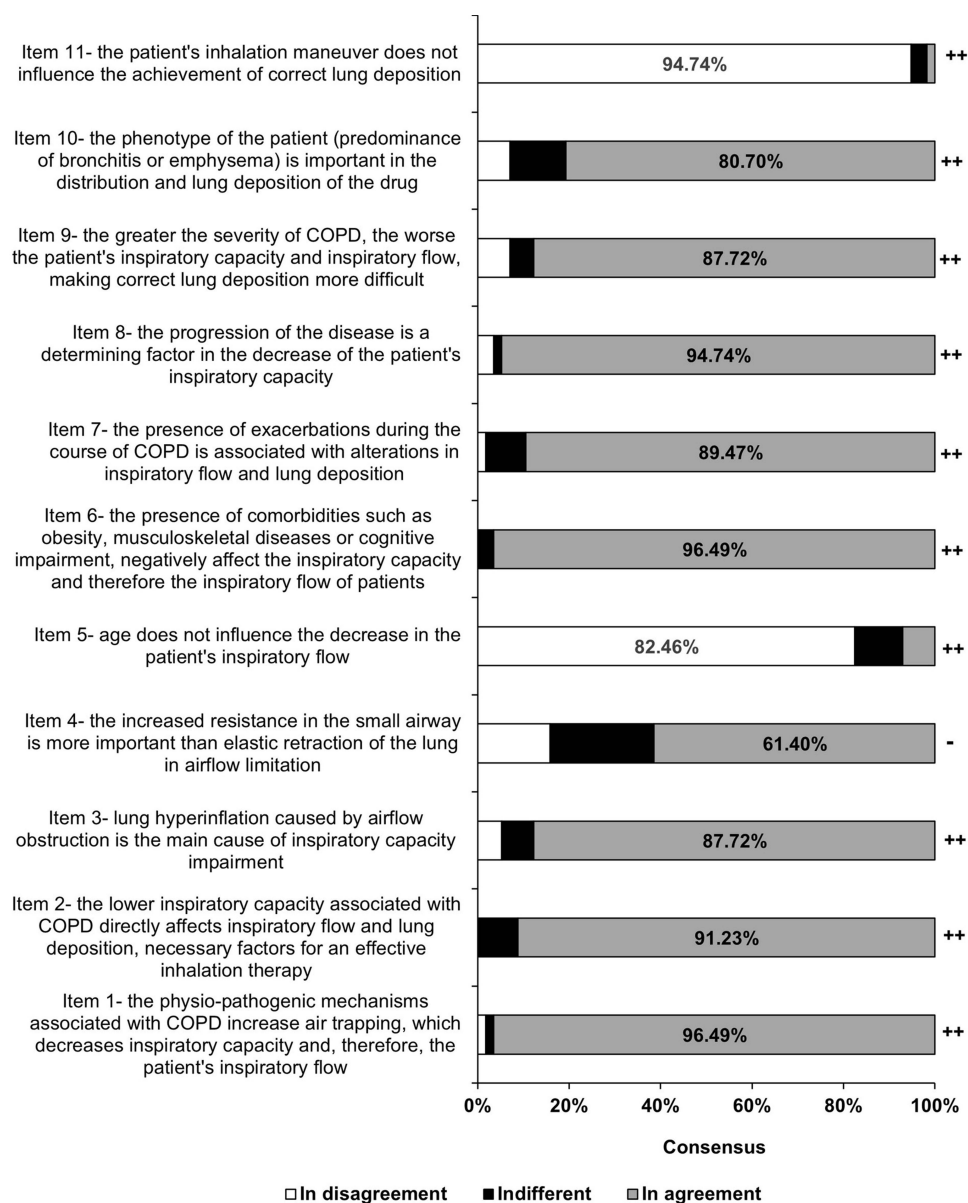 Item 11- the patient's inhalation maneuver does not
influence the achievement of correct lung deposition
94.74%
++
Item 10- the phenotype of the patient (predominance
of bronchitis or emphysema) is important in the
distribution and lung deposition of the drug
80.70%
++
Item 9- the greater the severity of COPD, the worse
the patient's inspiratory capacity and inspiratory flow,
making correct lung deposition more difficult
87.72%
++
Item 8- the progression of the disease is a
determining factor in the decrease of the patient's
inspiratory capacity
94.74%
++
Item 7- the presence of exacerbations during the
course of COPD is associated with alterations in
inspiratory flow and lung deposition
89.47%
++
Item 6- the presence of comorbidities such as
obesity, musculoskeletal diseases or cognitive
impairment, negatively affect the inspiratory capacity
and therefore the inspiratory flow of patients
96.49%
++
Item 5- age does not influence the decrease in the
patient's inspiratory flow
82.46%
++
Item 4- the increased resistance in the small airway
is more important than elastic retraction of the lung
in airflow limitation
61.40%
-
Item 3- lung hyperinflation caused by airflow
obstruction is the main cause of inspiratory capacity
impairment
87.72%
++
Item 2- the lower inspiratory capacity associated with
COPD directly affects inspiratory flow and lung
deposition, necessary factors for an effective
inhalation therapy
91.23%
++
Item 1- the physio-pathogenic mechanisms
associated with COPD increase air trapping, which
decreases inspiratory capacity and, therefore, the
patient's inspiratory flow
96.49%
++
0% 20% 40% 60% 80% 100%
Consensus
In disagreement Indifferent In agreement